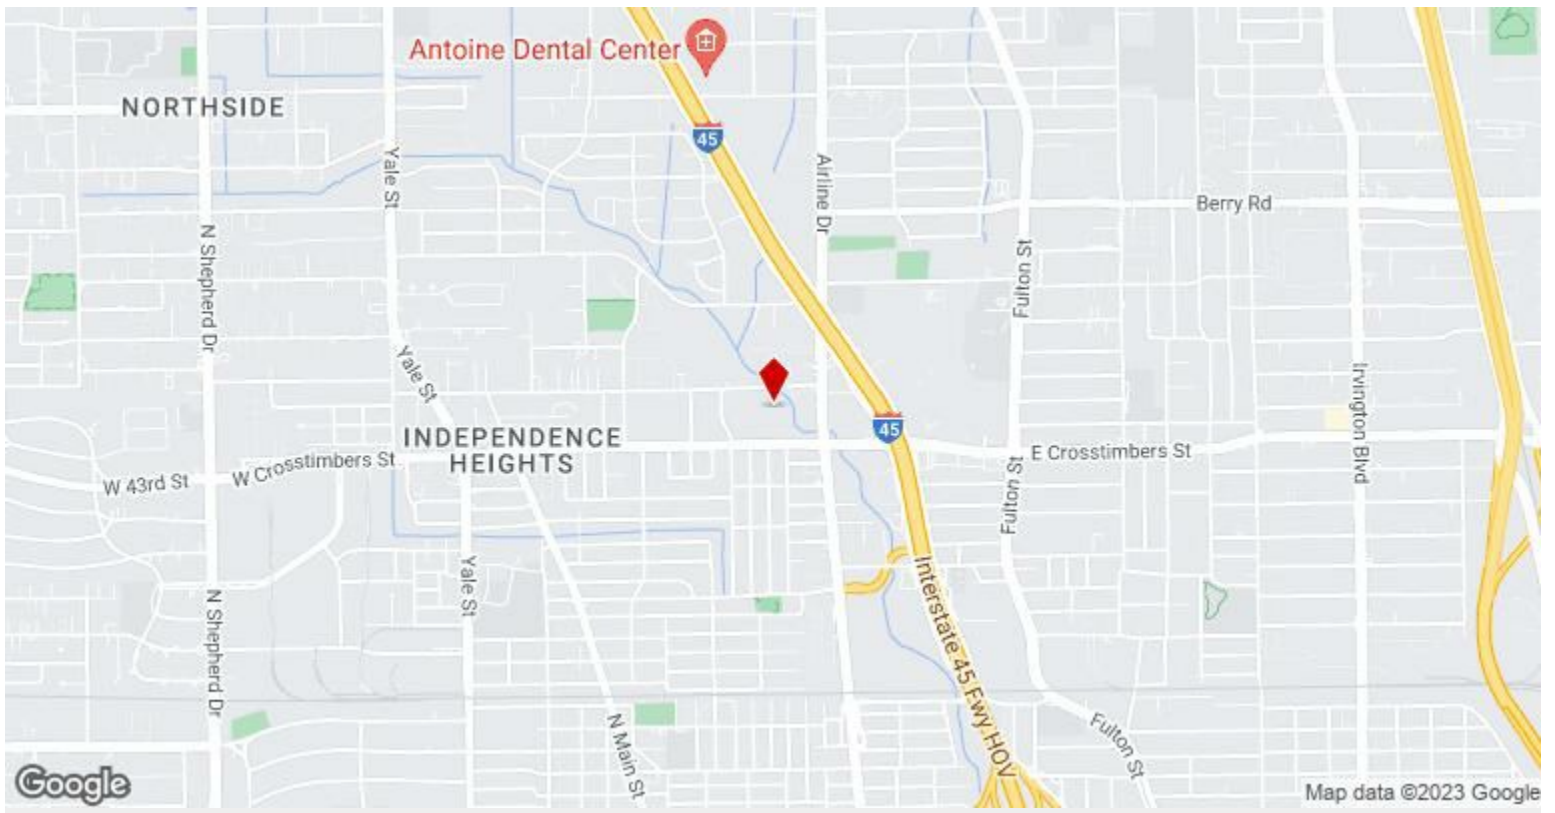 Antoine Dental Center
45
NORTHSIDE
Yale St
Airline Dr
Berry Rd
N Shepherd Dr
Fulton St
Yale St
Irvington Blvd
45
INDEPENDENCE
HEIGHTS
E Crosstimbers St
W Crosstimbers St
W 43rd St
Fulton St
Yale St
N Shepherd Dr
Interstate 45 Fwy HOV
N Main St
Fulton St
Google
Map data ©2023 Google